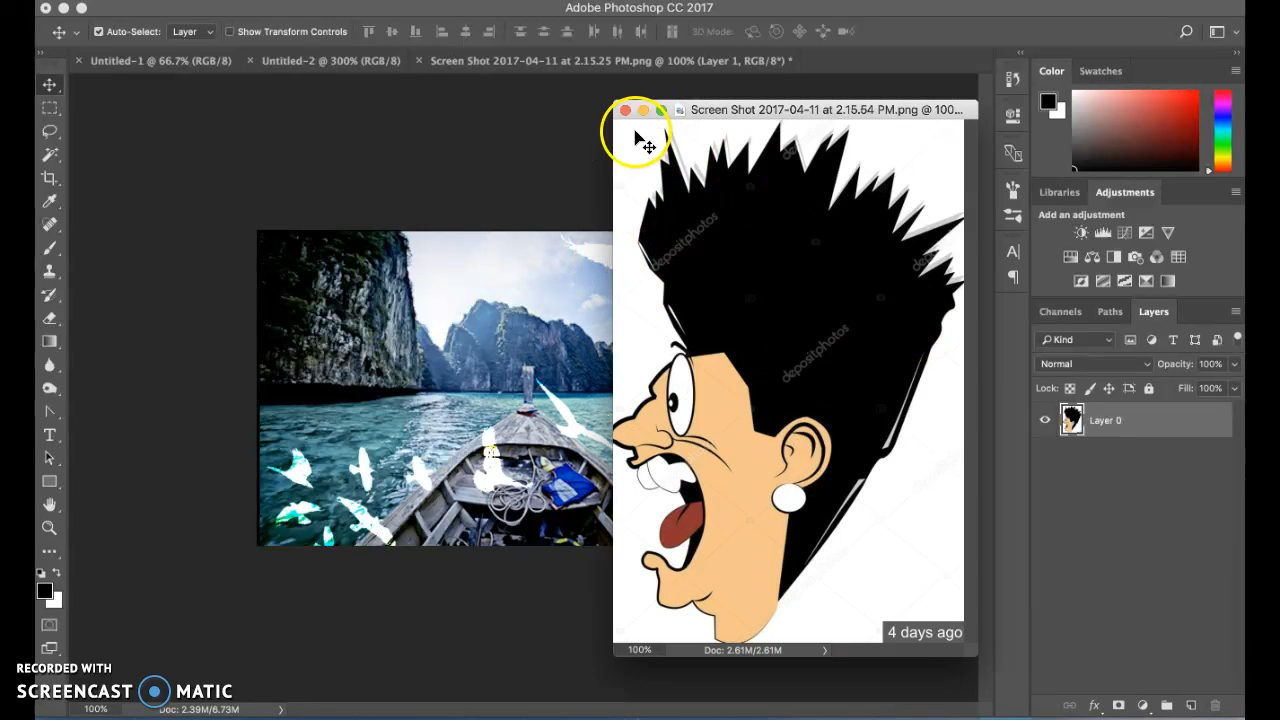 Adobe Photoshop CC 2017
Auto-Select: Layer Show Transform Controls 3D Mode:
Untitled-1 @ 66.7% (RGB/8) Untitled-2 @ 300% (RGB/8) Screen Shot 2017-04-11 at 2.15.25 PM.png @ 100% (Layer 1, RGB/8*) *
Color Swatches
Screen Shot 2017-04-11 at 2.15.54 PM.png @ 100...
Libraries Adjustments
Add an adjustment
Channels Paths Layers
Kind
Normal Opacity: 100%
Lock: Fill: 100%
Layer 0
depositphotos
depositphotos
4 days ago
100% Doc: 2.61M/2.61M
RECORDED WITH
SCREENCAST MATIC
100% Doc: 2.39M/6.73M